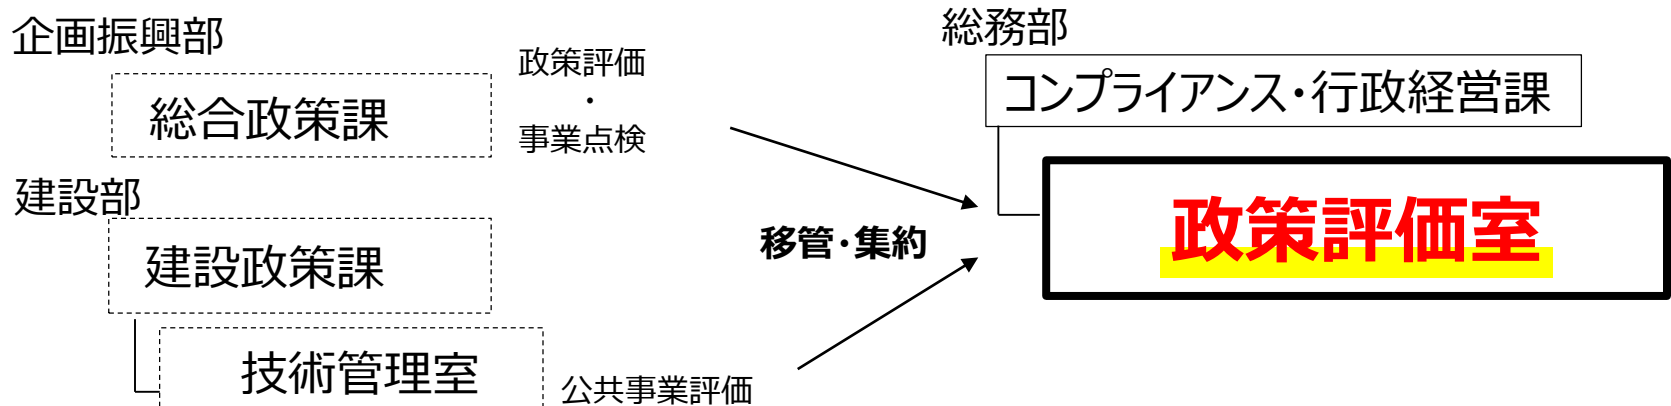 企画振興部
総合政策課
政策評価
・
事業点検
建設部
建設政策課
技術管理室
公共事業評価
移管・集約
総務部
コンプライアンス・行政経営課
政策評価室